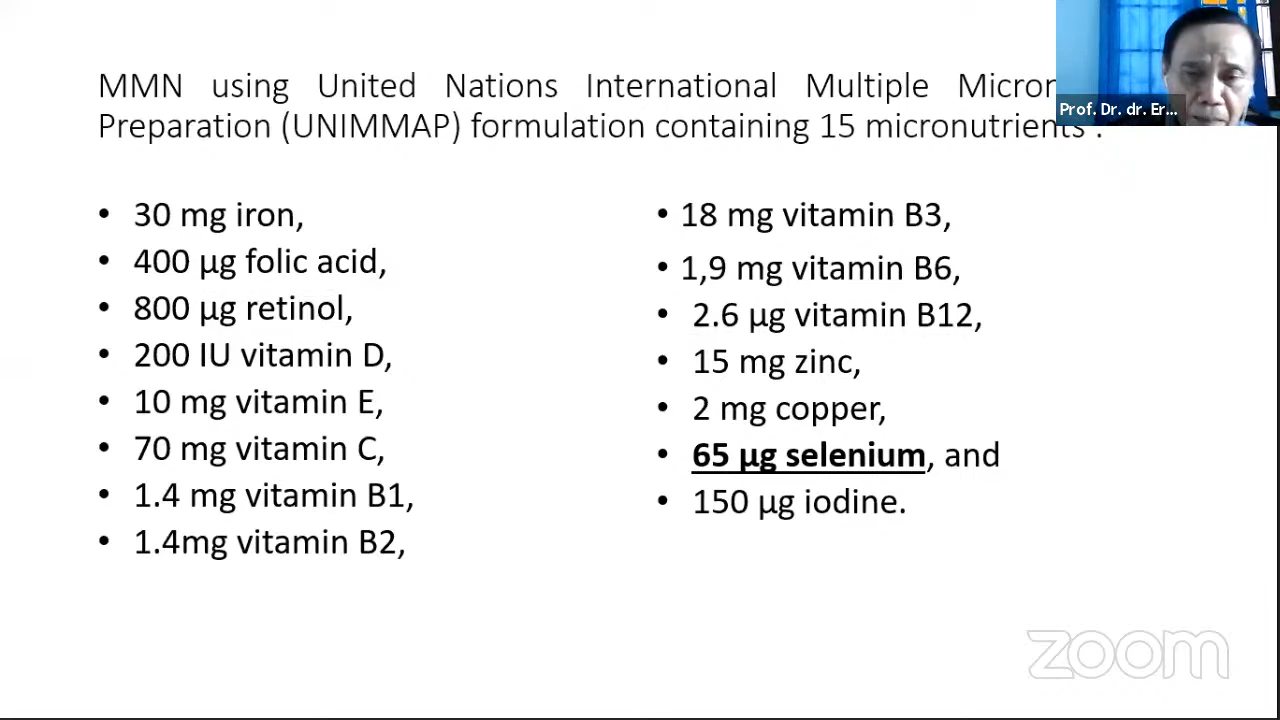 MMN using United Nations International Multiple Micron
Preparation (UNIMMAP) formulation containing 15 micronutrients :
• 30 mg iron,
• 400 µg folic acid,
• 800 µg retinol,
• 200 IU vitamin D,
• 10 mg vitamin E,
• 70 mg vitamin C,
• 1.4 mg vitamin B1,
• 1.4mg vitamin B2,
• 18 mg vitamin B3,
• 1,9 mg vitamin B6,
• 2.6 µg vitamin B12,
• 15 mg zinc,
• 2 mg copper,
• 65 µg selenium, and
• 150 µg iodine.
Prof. Dr. dr. Er...
zoom